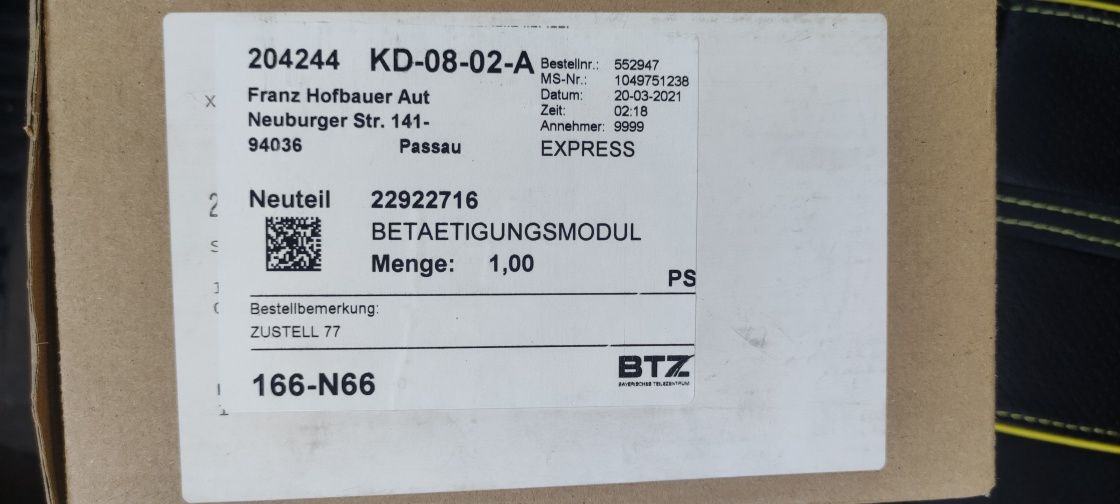 204244 KD-08-02-A
Franz Hofbauer Aut
Neuburger Str. 141-
94036 Passau
Bestellnr.: 552947
MS-Nr.: 1049751238
Datum: 20-03-2021
Zeit: 02:18
Annehmer: 9999
EXPRESS
X
Neuteil 22922716
BETAETIGUNGSMODUL
Menge: 1,00
PS
Bestellbemerkung:
ZUSTELL 77
166-N66
BTZ
BAYERISCHES TEILEZENTRUM